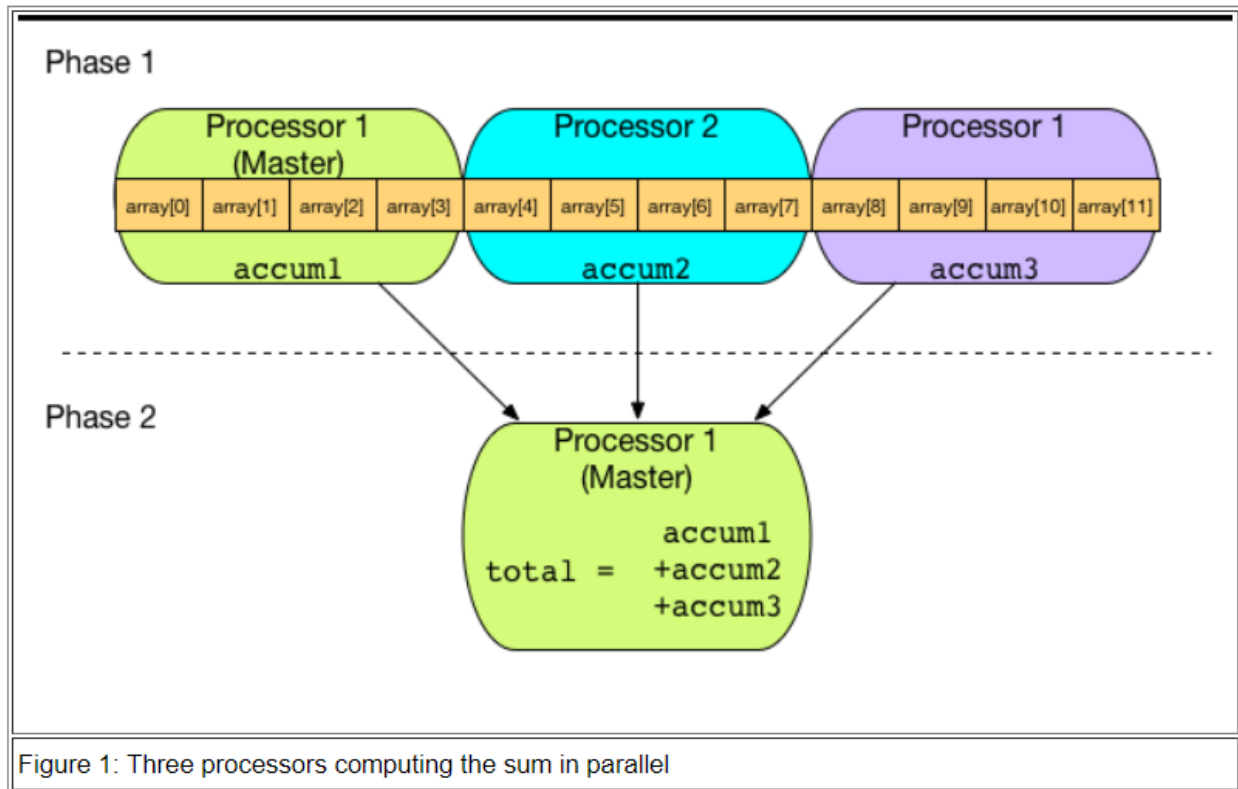 Phase 1
Processor 1
(Master)
Processor 2
Processor 1
array[0] array[1] array[2] array[3] array[4] array[5] array[6] array[7] array[8] array[9] array[10] array[11]
accum1
accum2
accum3
Phase 2
Processor 1
(Master)
accum1
total = +accum2
+accum3
Figure 1: Three processors computing the sum in parallel